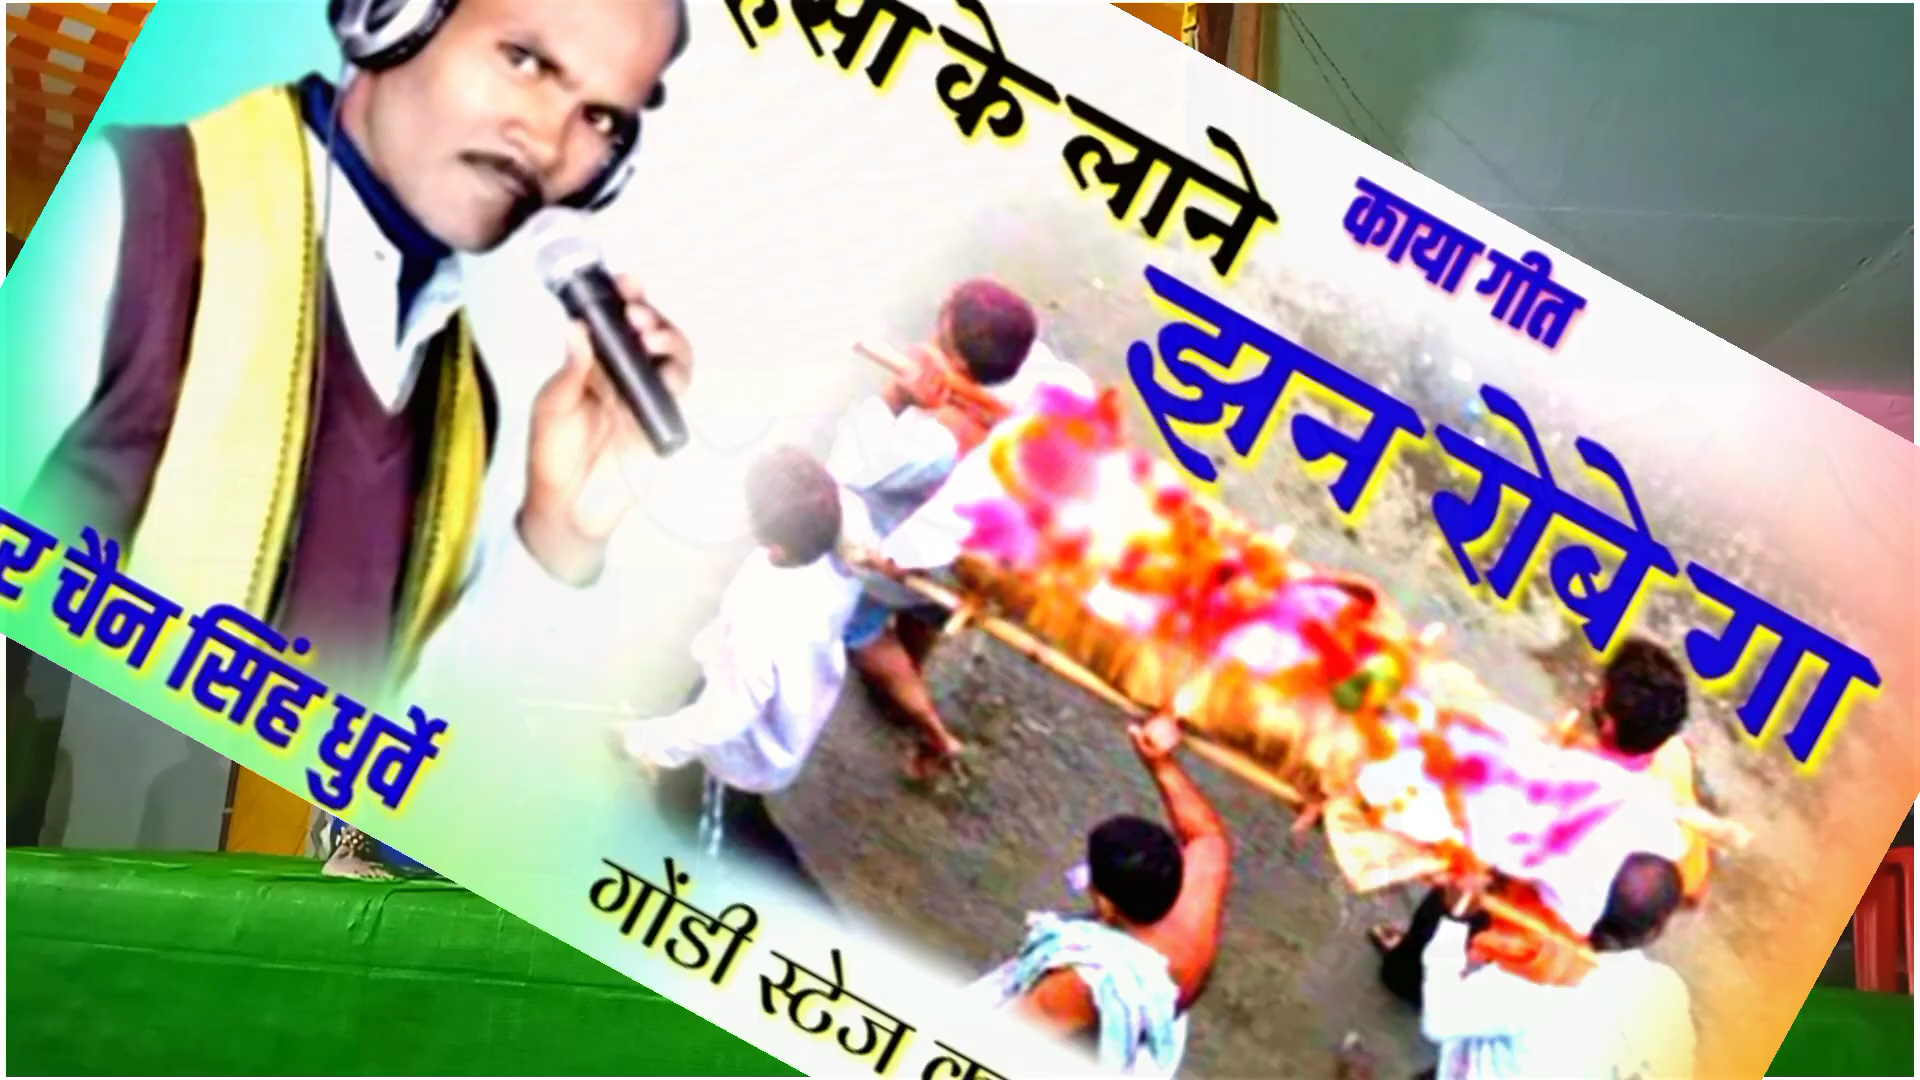 के लाने
काया गीत
झन रोबे गा
चैन सिंह धुर्वे
गोंडी स्टेज